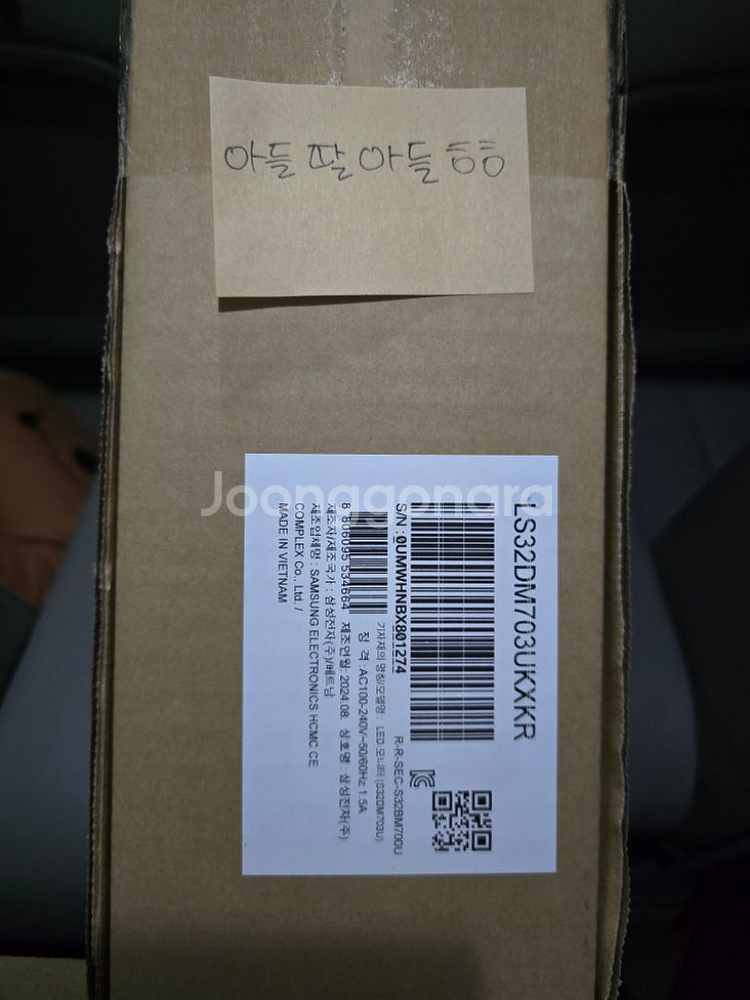 아들딸아들흥흥
Joonggonara
LS32DM703UKXKR
S/N : 0UMWHNBX801274
R-R-SEC-S32BM700U
기자재의 명칭/모델명 : LED 모니터 (S32DM703U)
정 격 : AC100-240V~50/60Hz 1.5A
8 806095 534664 제조연월: 2024.08. 상호명 : 삼성전자(주)
제조자/제조국가 : 삼성전자(주)/베트남
제조업체명 : SAMSUNG ELECTRONICS HCMC CE
COMPLEX Co., Ltd. /
MADE IN VIETNAM